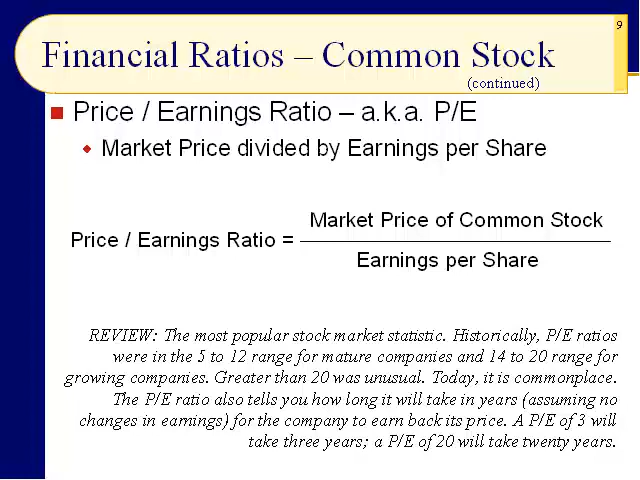 9
Financial Ratios – Common Stock
(continued)
Price / Earnings Ratio – a.k.a. P/E
Market Price divided by Earnings per Share
Market Price of Common Stock
Price / Earnings Ratio =
Earnings per Share
REVIEW: The most popular stock market statistic. Historically, P/E ratios
were in the 5 to 12 range for mature companies and 14 to 20 range for
growing companies. Greater than 20 was unusual. Today, it is commonplace.
The P/E ratio also tells you how long it will take in years (assuming no
changes in earnings) for the company to earn back its price. A P/E of 3 will
take three years; a P/E of 20 will take twenty years.